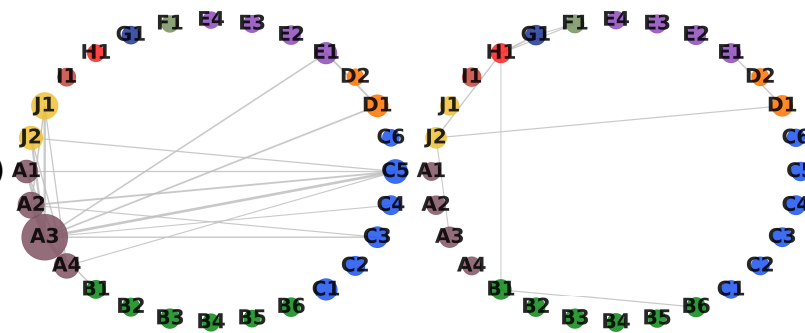 E4 E4
F1 E3 F1 E3
G1 E2 G1 E2
H1 E1 H1 E1
I1 D2 I1 D2
J1 D1 J1 D1
J2 C6 J2 C6
A1 C5 A1 C5
A2 C4 A2 C4
A3 C3 A3 C3
A4 C2 A4 C2
B1 C1 B1 C1
B2 B6 B2 B6
B3 B5 B3 B5
B4 B4